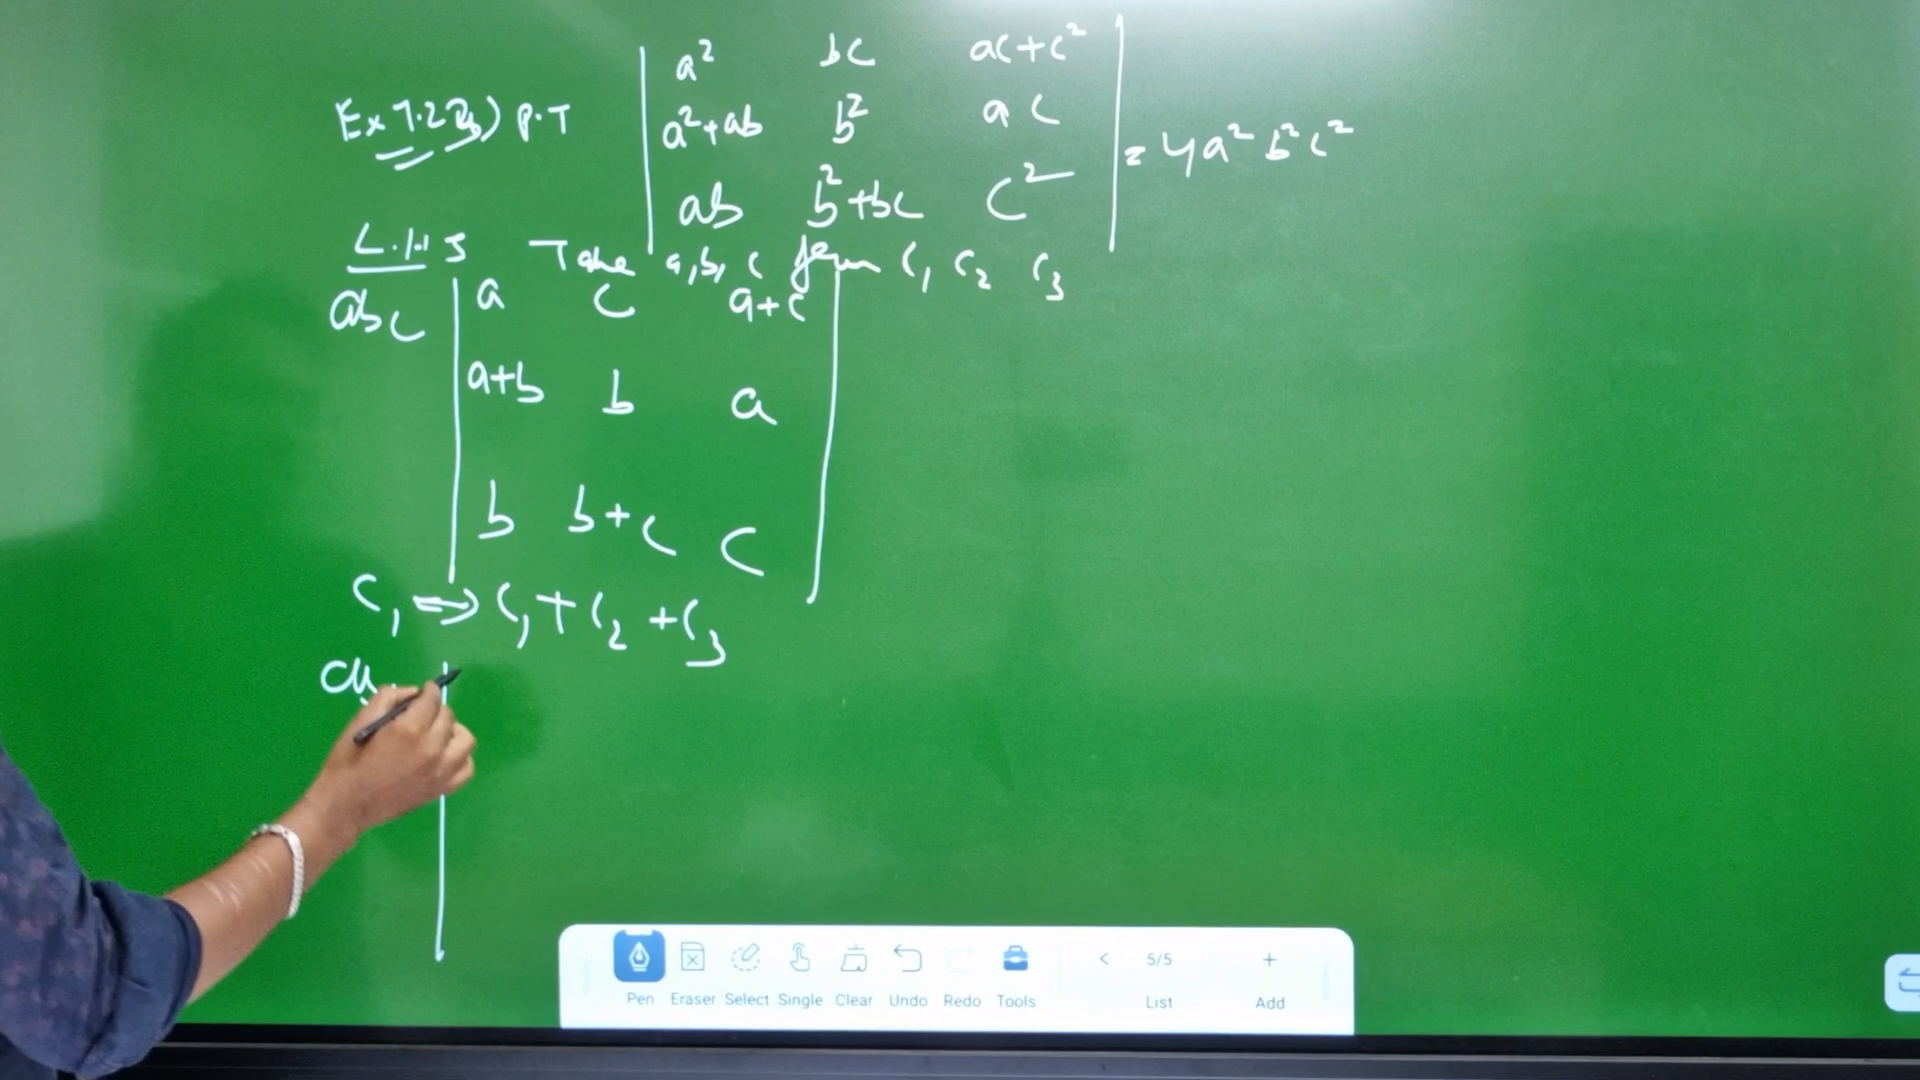 a² bc ac+c²
Ex 7.2 3) P.T a²+ab b² ac = 4a²b²c²
ab b²+bc c²
L.H.S Take a,b, c from C₁ C₂ C₃
abc a c a+c
a+b b a
b b+c c
C₁ ⇒ C₁+C₂+C₃
Pen Eraser Select Single Clear Undo Redo Tools < 5/5 List + Add